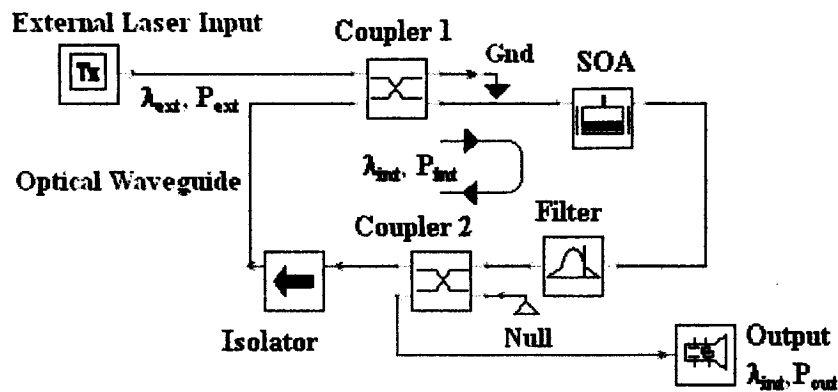 External Laser Input
Coupler 1
Gnd
SOA
Tx
λext, Pext
λint, Pint
Optical Waveguide
Coupler 2
Filter
Isolator
Null
Output
λint, Pout